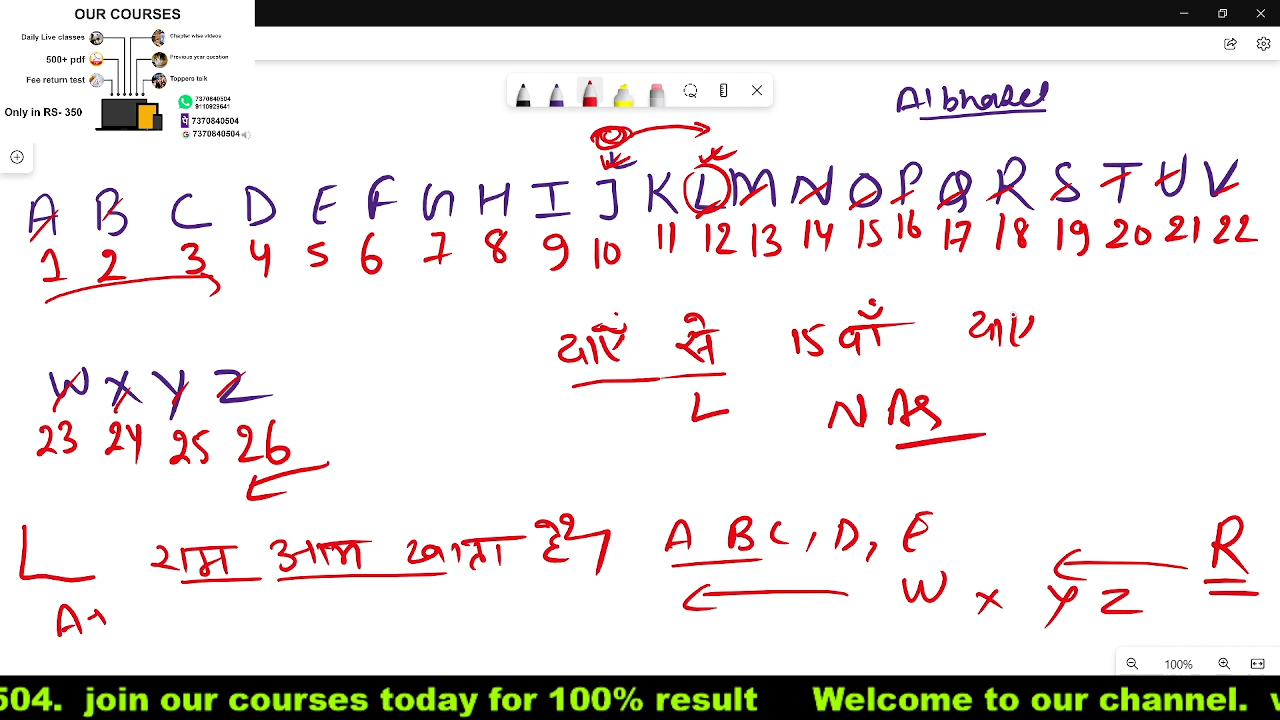 OUR COURSES
Daily Live classes
Chapter wise videos
500+ pdf
Previous year question
Fee return test
Toppers talk
Only in RS- 350
7370840504
9110923641
7370840504
7370840504
Albhabet
A B C D E F G H I J K L M N O P Q R S T U V
1 2 3 4 5 6 7 8 9 10 11 12 13 14 15 16 17 18 19 20 21 22
बाएँ से 15 वाँ बाएं
W X Y Z
L N As
23 24 25 26
L राम आम खाता है। A B C, D, E R
W X Y Z
100%
504. join our courses today for 100% result Welcome to our channel.